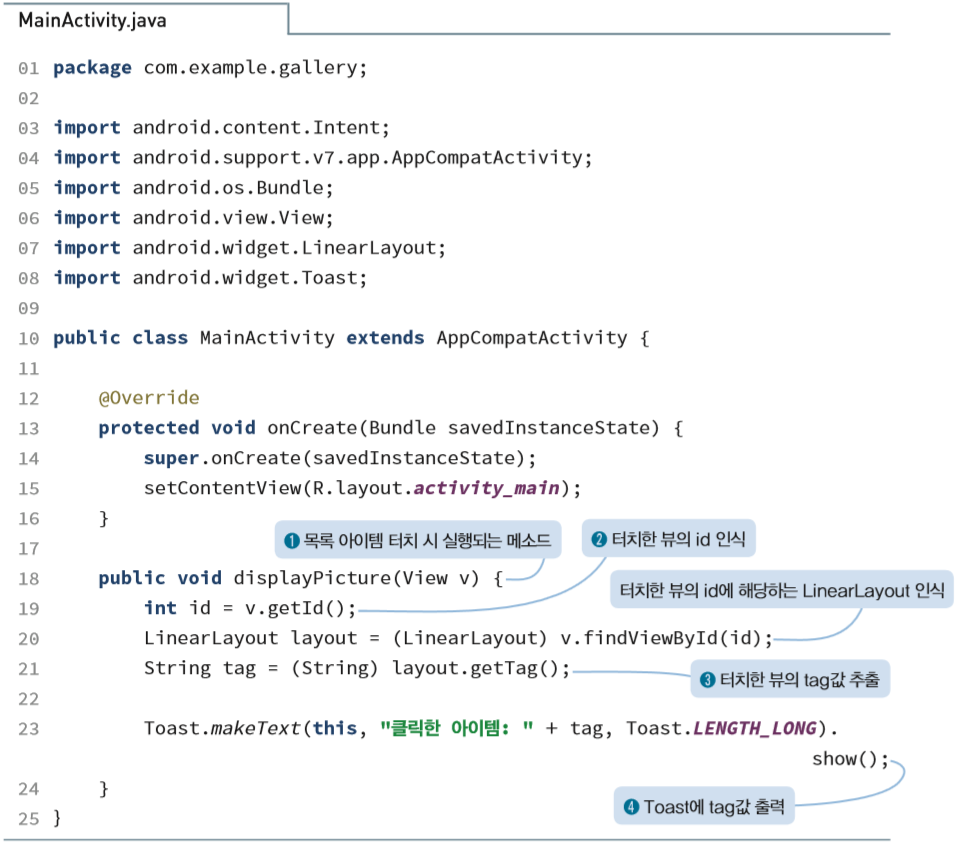 MainActivity.java
01 package com.example.gallery;
02
03 import android.content.Intent;
04 import android.support.v7.app.AppCompatActivity;
05 import android.os.Bundle;
06 import android.view.View;
07 import android.widget.LinearLayout;
08 import android.widget.Toast;
09
10 public class MainActivity extends AppCompatActivity {
11
12 @Override
13 protected void onCreate(Bundle savedInstanceState) {
14 super.onCreate(savedInstanceState);
15 setContentView(R.layout.activity_main);
16 }
❶ 목록 아이템 터치 시 실행되는 메소드
❷ 터치한 뷰의 id 인식
17
18 public void displayPicture(View v) {
터치한 뷰의 id에 해당하는 LinearLayout 인식
19 int id = v.getId();
20 LinearLayout layout = (LinearLayout) v.findViewById(id);
21 String tag = (String) layout.getTag();
❸ 터치한 뷰의 tag값 추출
22
23 Toast.makeText(this, "클릭한 아이템: " + tag, Toast.LENGTH_LONG).
show();
24 }
❹ Toast에 tag값 출력
25 }